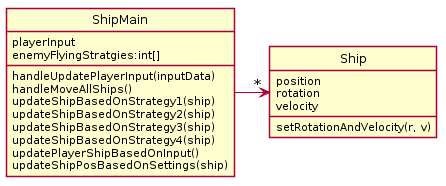 ShipMain
playerInput
enemyFlyingStratgies:int[]
handleUpdatePlayerInput(inputData)
handleMoveAllShips()
updateShipBasedOnStrategy1(ship)
updateShipBasedOnStrategy2(ship)
updateShipBasedOnStrategy3(ship)
updateShipBasedOnStrategy4(ship)
updatePlayerShipBasedOnInput()
updateShipPosBasedOnSettings(ship)
*
Ship
position
rotation
velocity
setRotationAndVelocity(r, v)